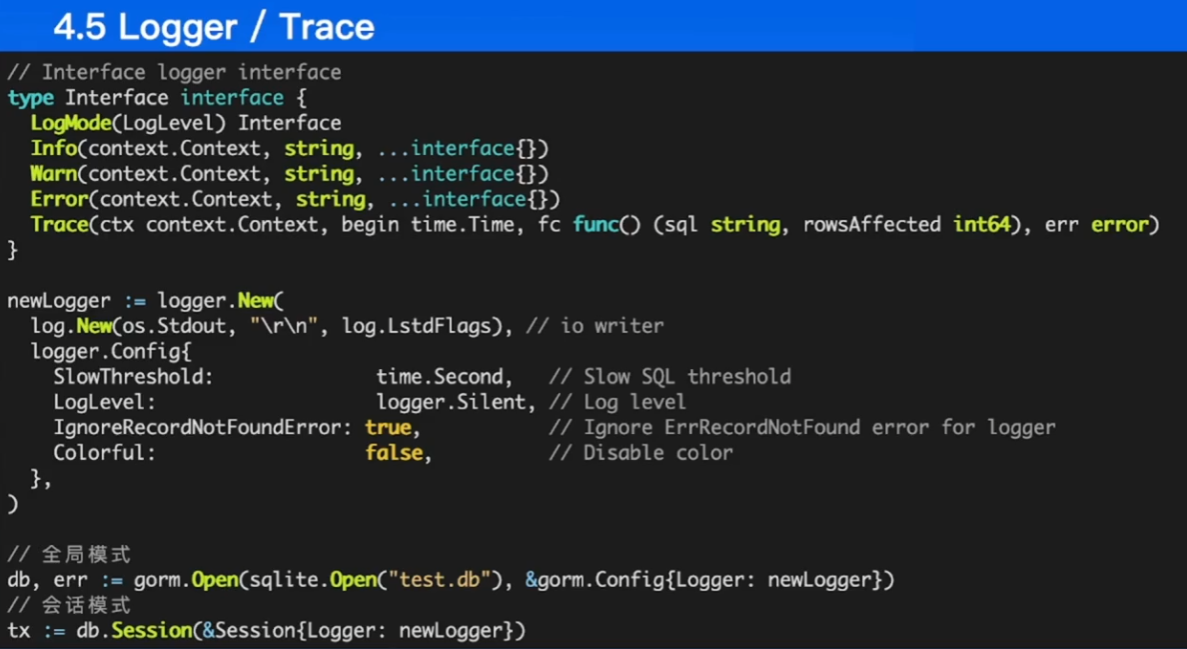 4.5 Logger / Trace
// Interface logger interface
type Interface interface {
  LogMode(LogLevel) Interface
  Info(context.Context, string, ...interface{})
  Warn(context.Context, string, ...interface{})
  Error(context.Context, string, ...interface{})
  Trace(ctx context.Context, begin time.Time, fc func() (sql string, rowsAffected int64), err error)
}

newLogger := logger.New(
  log.New(os.Stdout, "\r\n", log.LstdFlags), // io writer
  logger.Config{
    SlowThreshold:              time.Second,   // Slow SQL threshold
    LogLevel:                   logger.Silent, // Log level
    IgnoreRecordNotFoundError: true,           // Ignore ErrRecordNotFound error for logger
    Colorful:                  false,          // Disable color
  },
)

// 全局模式
db, err := gorm.Open(sqlite.Open("test.db"), &gorm.Config{Logger: newLogger})
// 会话模式
tx := db.Session(&Session{Logger: newLogger})